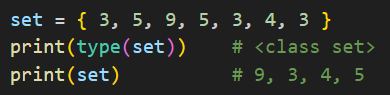 set = { 3, 5, 9, 5, 3, 4, 3 }
print(type(set))    # <class set>
print(set)          # 9, 3, 4, 5